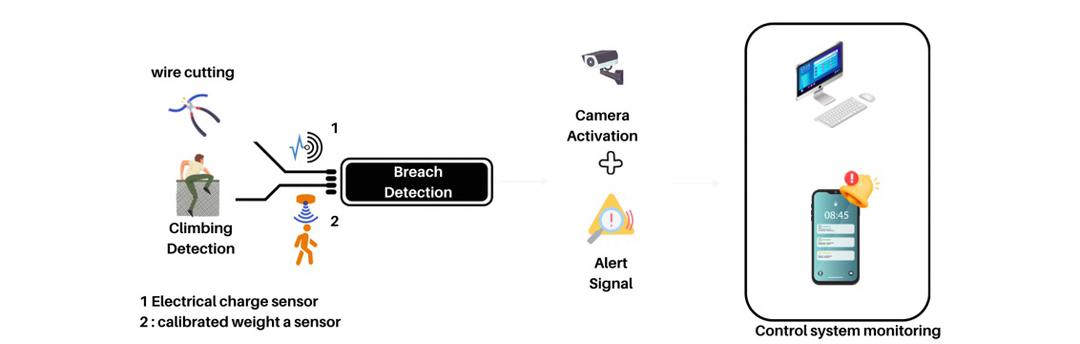 wire cutting
1
Breach
Detection
2
Climbing
Detection
1 Electrical charge sensor
2 : calibrated weight a sensor
Camera
Activation
Alert
Signal
08:45
Control system monitoring